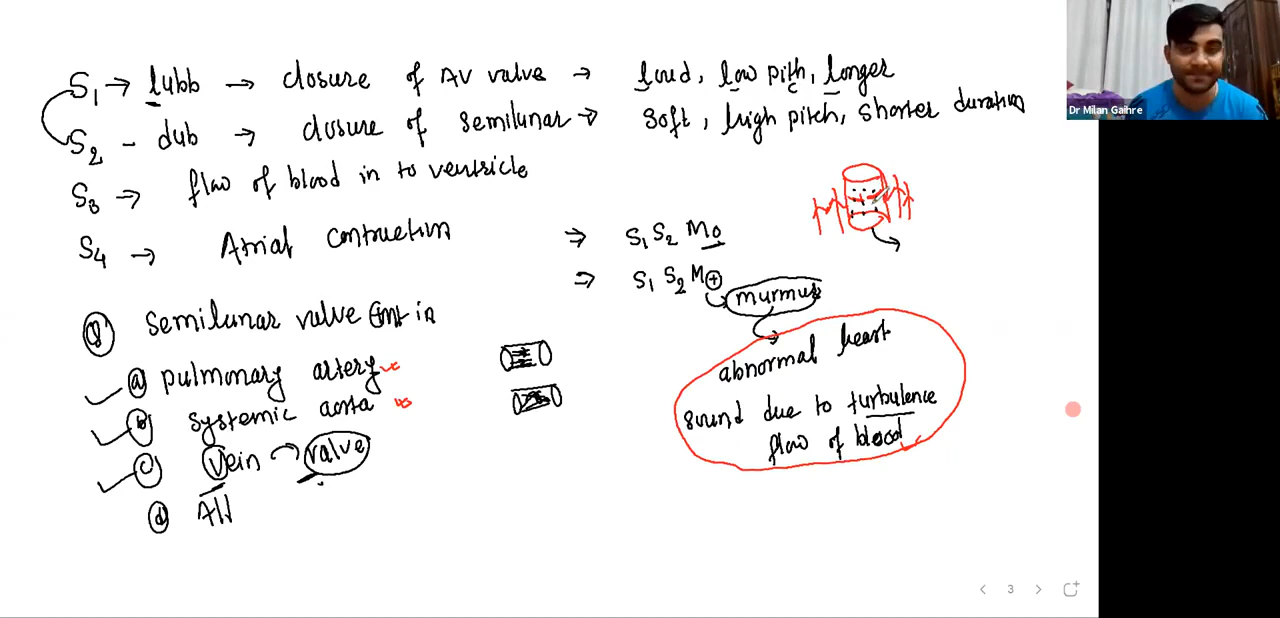 S₁ → lubb → closure of AV valve → loud, low pitch, longer
S₂ - dub → closure of semilunar → soft, high pitch, shorter duration
S₃ → flow of blood in to ventricle
S₄ → Atrial contruction ⇒ S₁ S₂ M₀
⇒ S₁ S₂ M⊕
murmur
Q semilunar valve in
abnormal heart
sound due to turbulence
flow of blood
(a) pulmonary artery
(b) systemic aorta
(c) Vein valve
(d) All
Dr Milan Gaihre
3